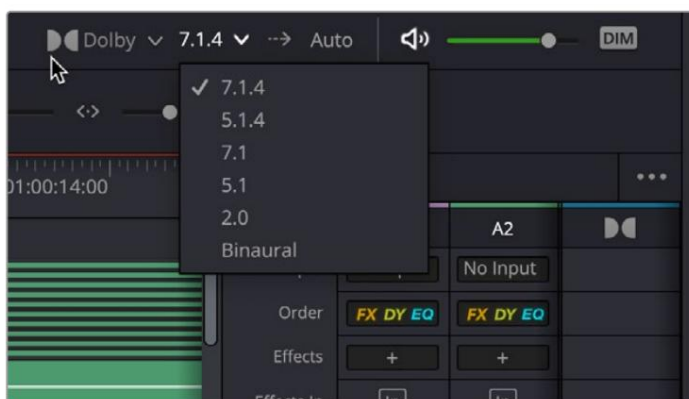 Dolby 7.1.4 Auto DIM
7.1.4
5.1.4
7.1
5.1
2.0
Binaural
01:00:14:00
A2
No Input
Order FX DY EQ FX DY EQ
Effects + +